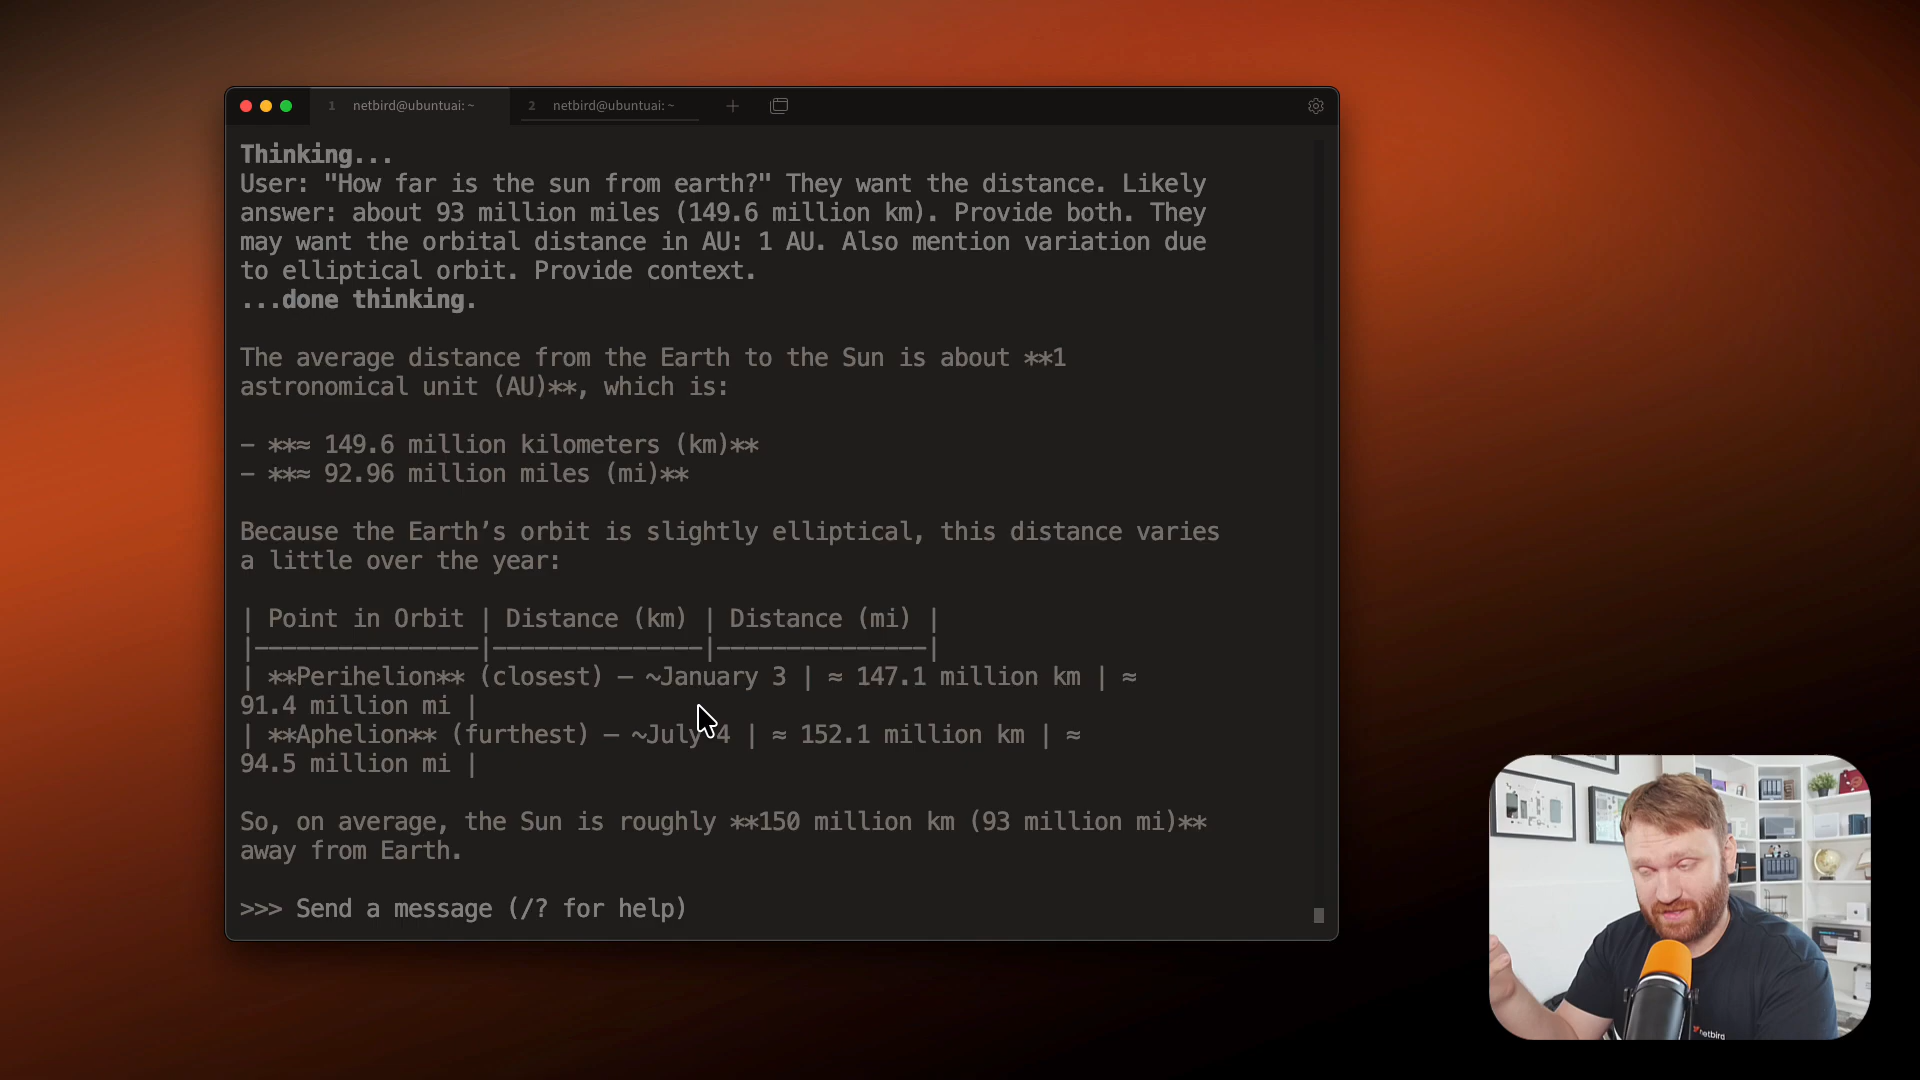 1 netbird@ubuntuai: ~ 2 netbird@ubuntuai: ~
Thinking...
User: "How far is the sun from earth?" They want the distance. Likely
answer: about 93 million miles (149.6 million km). Provide both. They
may want the orbital distance in AU: 1 AU. Also mention variation due
to elliptical orbit. Provide context.
...done thinking.
The average distance from the Earth to the Sun is about **1
astronomical unit (AU)**, which is:
- **≈ 149.6 million kilometers (km)**
- **≈ 92.96 million miles (mi)**
Because the Earth’s orbit is slightly elliptical, this distance varies
a little over the year:
| Point in Orbit | Distance (km) | Distance (mi) |
|----------------|---------------|---------------|
| **Perihelion** (closest) – ~January 3 | ≈ 147.1 million km | ≈
91.4 million mi |
| **Aphelion** (furthest) – ~July 4 | ≈ 152.1 million km | ≈
94.5 million mi |
So, on average, the Sun is roughly **150 million km (93 million mi)**
away from Earth.
>>> Send a message (/? for help)
netbird